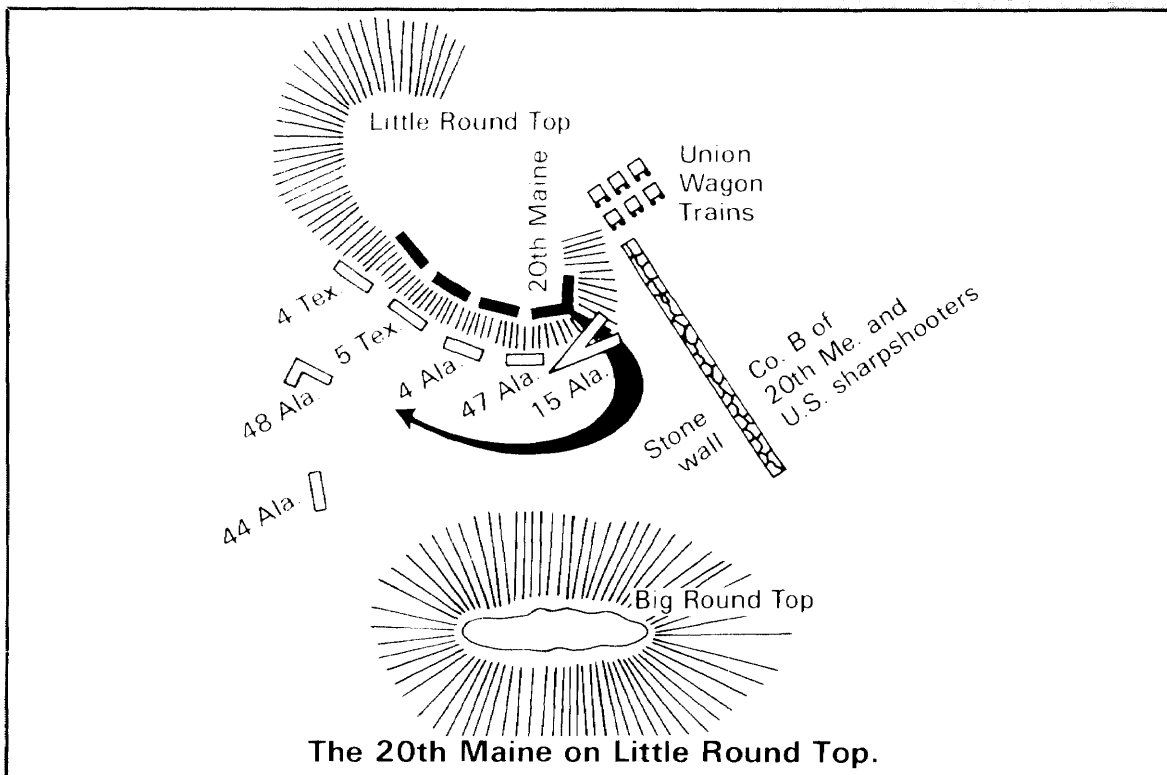 Little Round Top
20th Maine
Union
Wagon
Trains
4 Tex
5 Tex.
48 Ala.
4 Ala.
47 Ala.
15 Ala.
44 Ala.
Stone
wall
Co. B of
20th Me. and
U.S. sharpshooters
Big Round Top
The 20th Maine on Little Round Top.